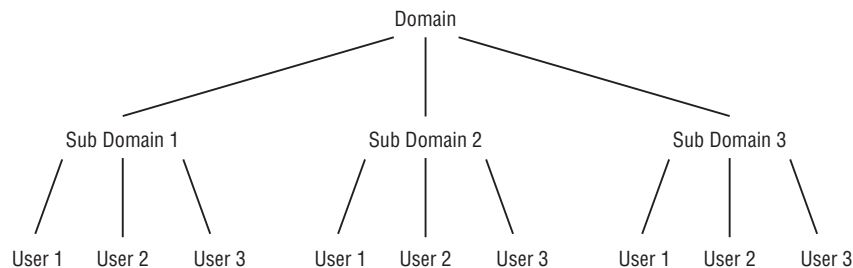 Domain
Sub Domain 1 Sub Domain 2 Sub Domain 3
User 1 User 2 User 3 User 1 User 2 User 3 User 1 User 2 User 3